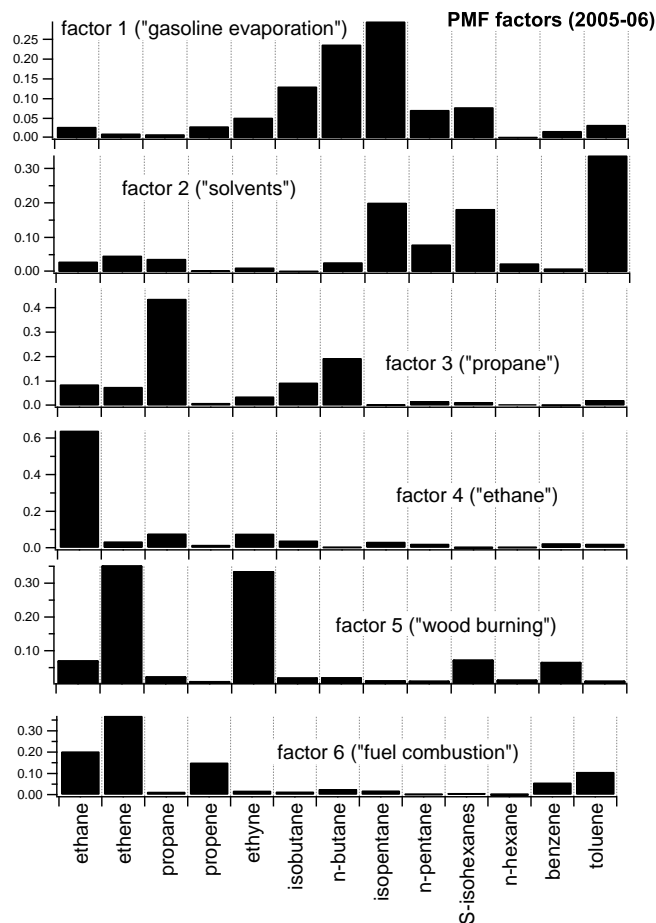 PMF factors (2005-06)
factor 1 ("gasoline evaporation")
0.25
0.20
0.15
0.10
0.05
0.00
factor 2 ("solvents")
0.30
0.20
0.10
0.00
factor 3 ("propane")
0.4
0.3
0.2
0.1
0.0
factor 4 ("ethane")
0.6
0.4
0.2
0.0
factor 5 ("wood burning")
0.30
0.20
0.10
factor 6 ("fuel combustion")
0.30
0.20
0.10
0.00
ethane
ethene
propane
propene
ethyne
isobutane
n-butane
isopentane
n-pentane
S-isohexanes
n-hexane
benzene
toluene